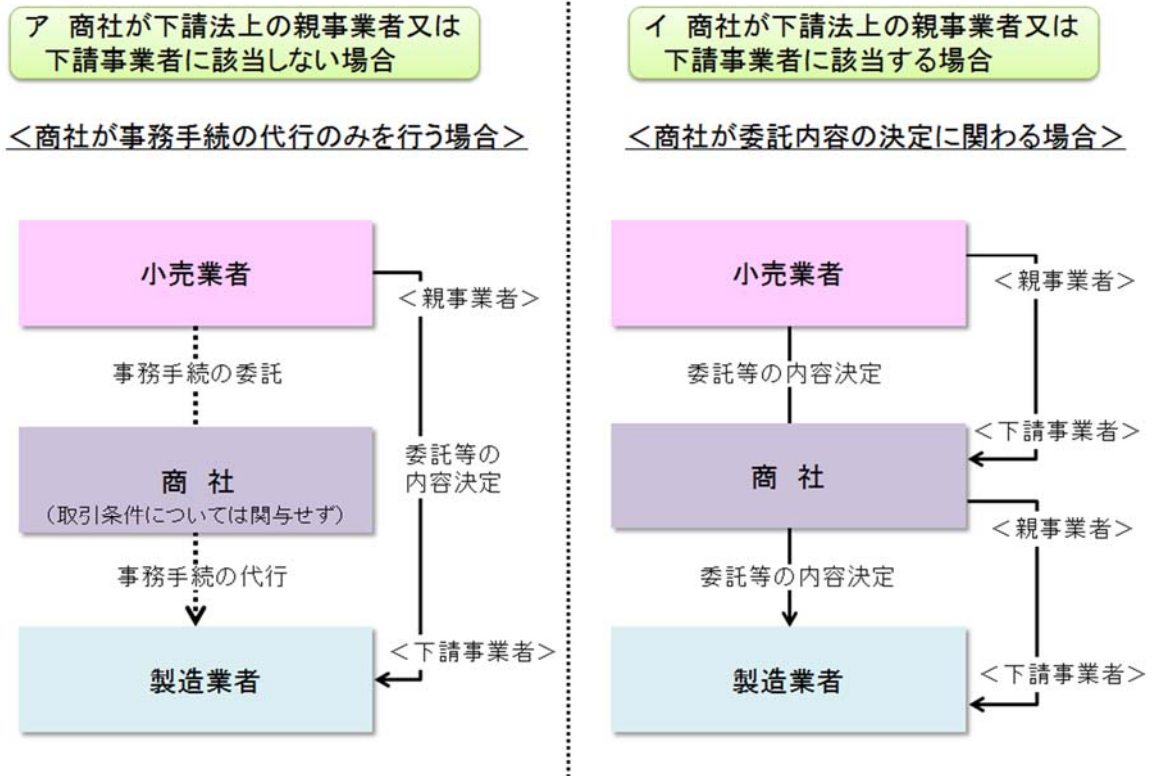 ア 商社が下請法上の親事業者又は
下請事業者に該当しない場合
＜商社が事務手続の代行のみを行う場合＞
小売業者
＜親事業者＞
事務手続の委託
委託等の
内容決定
商 社
（取引条件については関与せず）
事務手続の代行
＜下請事業者＞
製造業者
イ 商社が下請法上の親事業者又は
下請事業者に該当する場合
＜商社が委託内容の決定に関わる場合＞
小売業者
＜親事業者＞
委託等の内容決定
＜下請事業者＞
商 社
＜親事業者＞
委託等の内容決定
＜下請事業者＞
製造業者